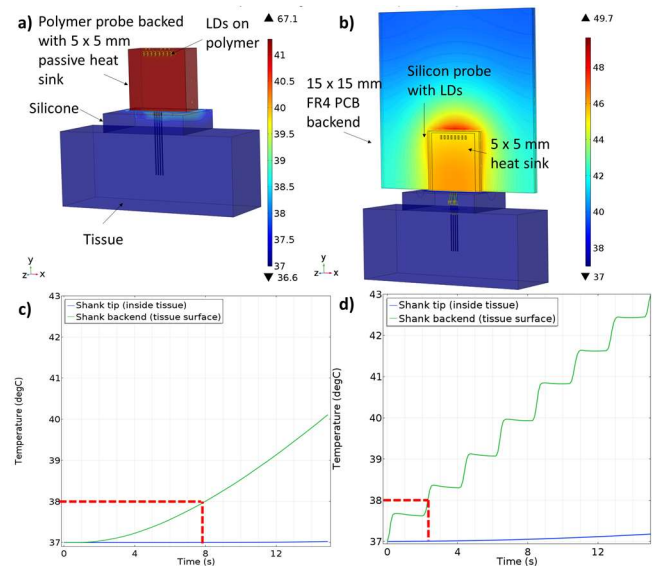 a)
Polymer probe backed
with 5 x 5 mm
passive heat
sink
LDs on
polymer
Silicone
Tissue
▲ 67.1
41
40.5
40
39.5
39
38.5
38
37.5
37
▼ 36.6
y
z x
b)
15 x 15 mm
FR4 PCB
backend
Silicon probe
with LDs
5 x 5 mm
heat sink
▲ 49.7
48
46
44
42
40
38
▼ 37
y
z x
c)
Shank tip (inside tissue)
Shank backend (tissue surface)
Temperature (degC)
43
42
41
40
39
38
37
0 4 8 12
Time (s)
d)
Shank tip (inside tissue)
Shank backend (tissue surface)
Temperature (degC)
43
42
41
40
39
38
37
0 4 8 12
Time (s)